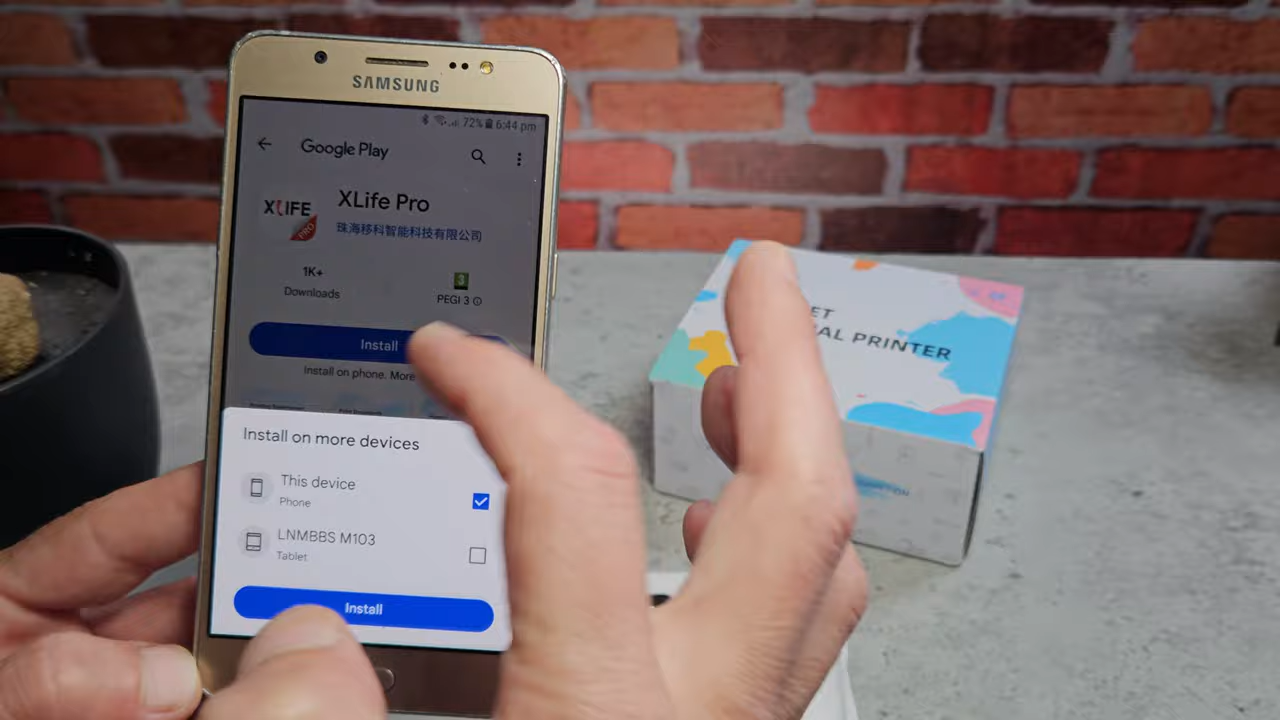 SAMSUNG
72% 6:44 pm
Google Play
XLIFE
PRO
XLife Pro
珠海移科智能科技有限公司
1K+
Downloads
3
PEGI 3
Install
Install on phone. More
Install on more devices
This device
Phone
LNMBBS M103
Tablet
Install
PRINTER